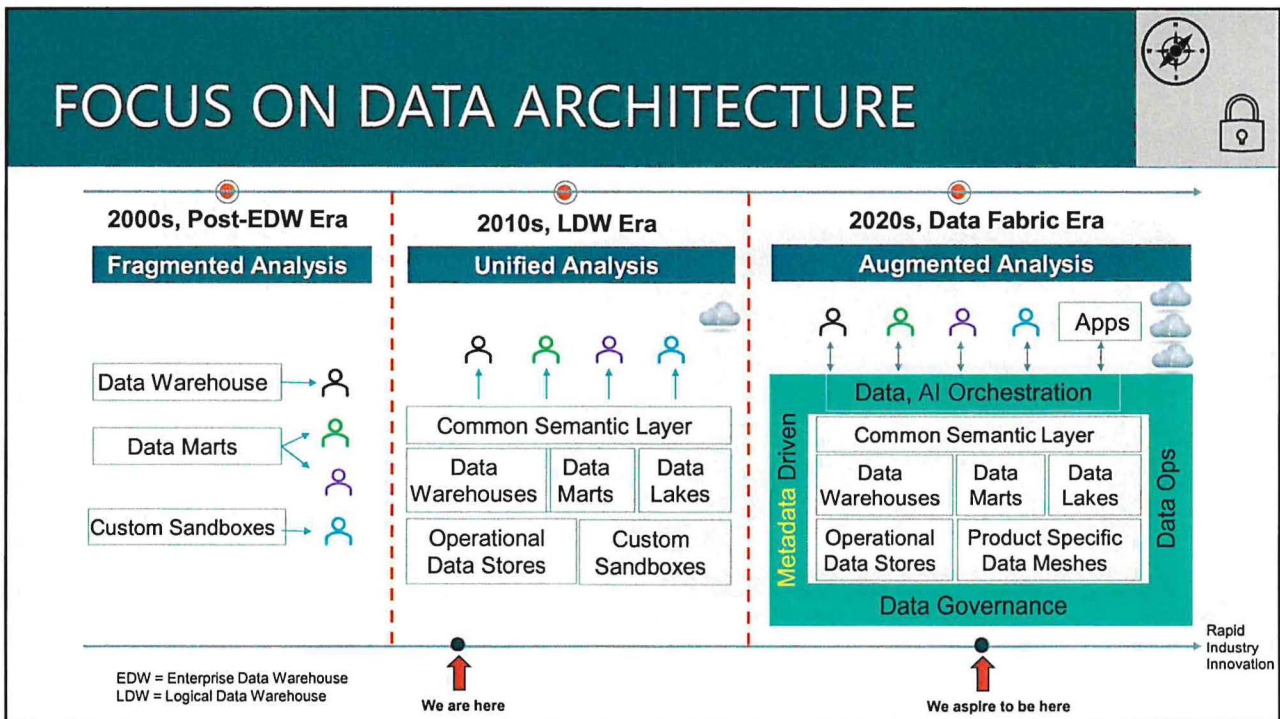 FOCUS ON DATA ARCHITECTURE
2000s, Post-EDW Era
Fragmented Analysis
Data Warehouse
Data Marts
Custom Sandboxes
2010s, LDW Era
Unified Analysis
Common Semantic Layer
Data
Warehouses
Data
Marts
Data
Lakes
Operational
Data Stores
Custom
Sandboxes
2020s, Data Fabric Era
Augmented Analysis
Apps
Data, AI Orchestration
Metadata Driven
Common Semantic Layer
Data
Warehouses
Data
Marts
Data
Lakes
Operational
Data Stores
Product Specific
Data Meshes
Data Ops
Data Governance
Rapid
Industry
Innovation
EDW = Enterprise Data Warehouse
LDW = Logical Data Warehouse
We are here
We aspire to be here